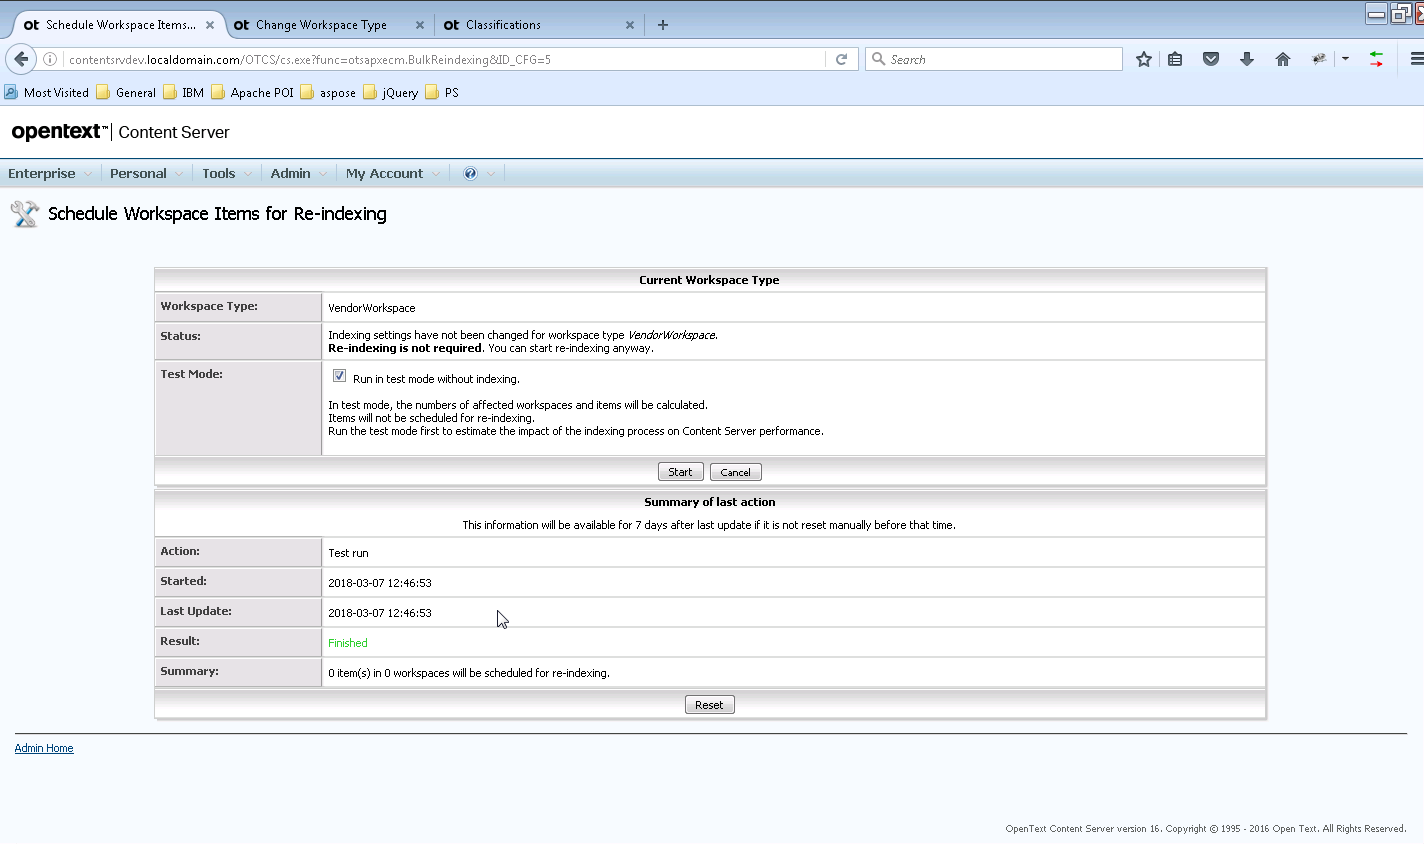 Schedule Workspace Items...
Change Workspace Type
Classifications
contentsrvdev.localdomain.com/OTCS/cs.exe?func=otsapxecm.BulkReindexing&ID_CFG=5
Search
Most Visited General IBM Apache POI aspose jQuery PS
opentext™ | Content Server
Enterprise Personal Tools Admin My Account
Schedule Workspace Items for Re-indexing
Current Workspace Type
Workspace Type: VendorWorkspace
Status: Indexing settings have not been changed for workspace type VendorWorkspace.
Re-indexing is not required. You can start re-indexing anyway.
Test Mode: Run in test mode without indexing.
In test mode, the numbers of affected workspaces and items will be calculated.
Items will not be scheduled for re-indexing.
Run the test mode first to estimate the impact of the indexing process on Content Server performance.
Start Cancel
Summary of last action
This information will be available for 7 days after last update if it is not reset manually before that time.
Action: Test run
Started: 2018-03-07 12:46:53
Last Update: 2018-03-07 12:46:53
Result: Finished
Summary: 0 item(s) in 0 workspaces will be scheduled for re-indexing.
Reset
Admin Home
OpenText Content Server version 16. Copyright © 1995 - 2016 Open Text. All Rights Reserved.